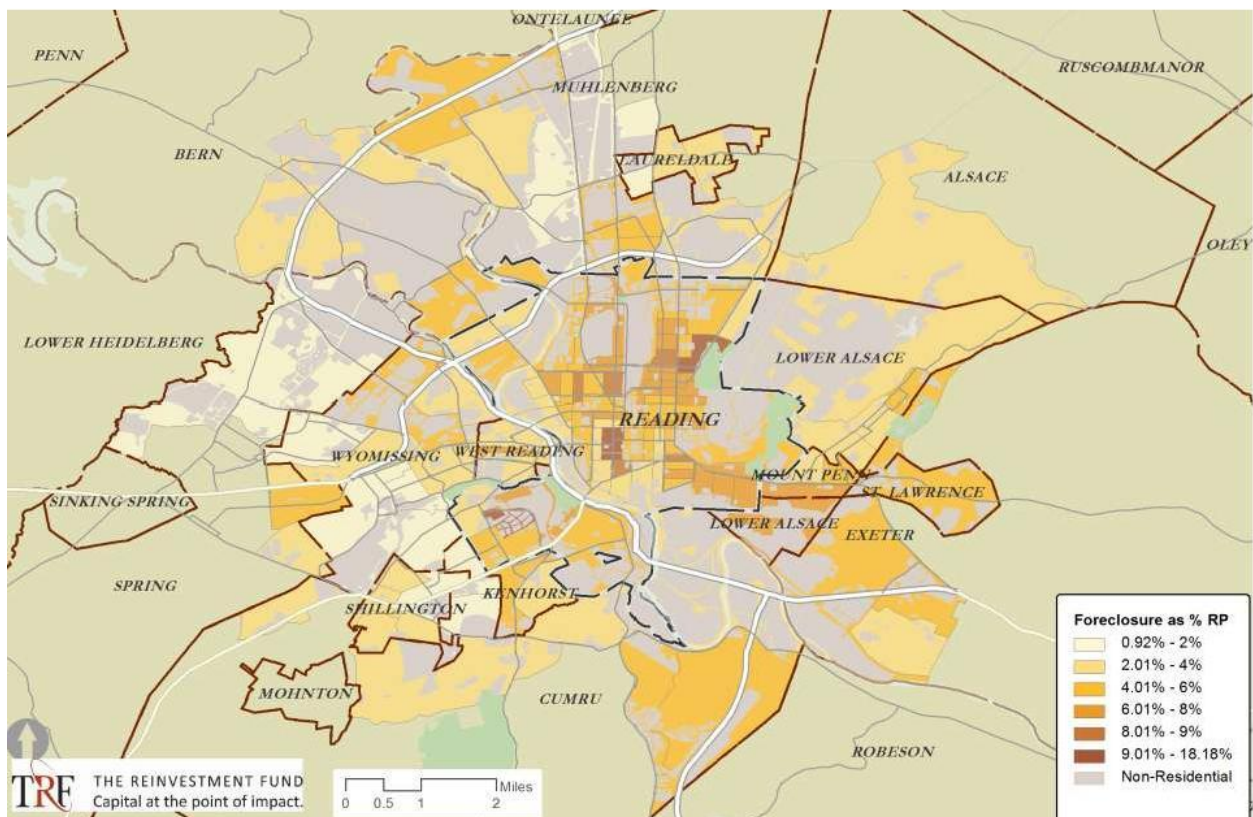 ONTELAUNEE
PENN
RUSCOMBMANOR
MUHLENBERG
BERN
LAURELDALE
ALSACE
OLEY
LOWER HEIDELBERG
LOWER ALSACE
READING
WYOMISSING
WEST READING
MOUNT PENN
SINKING SPRING
ST. LAWRENCE
LOWER ALSACE
EXETER
SPRING
KENHORST
SHILLINGTON
MOHNTON
CUMRU
ROBESON
Foreclosure as % RP
0.92% - 2%
2.01% - 4%
4.01% - 6%
6.01% - 8%
8.01% - 9%
9.01% - 18.18%
Non-Residential
TRF
THE REINVESTMENT FUND
Capital at the point of impact.
Miles
0 0.5 1 2